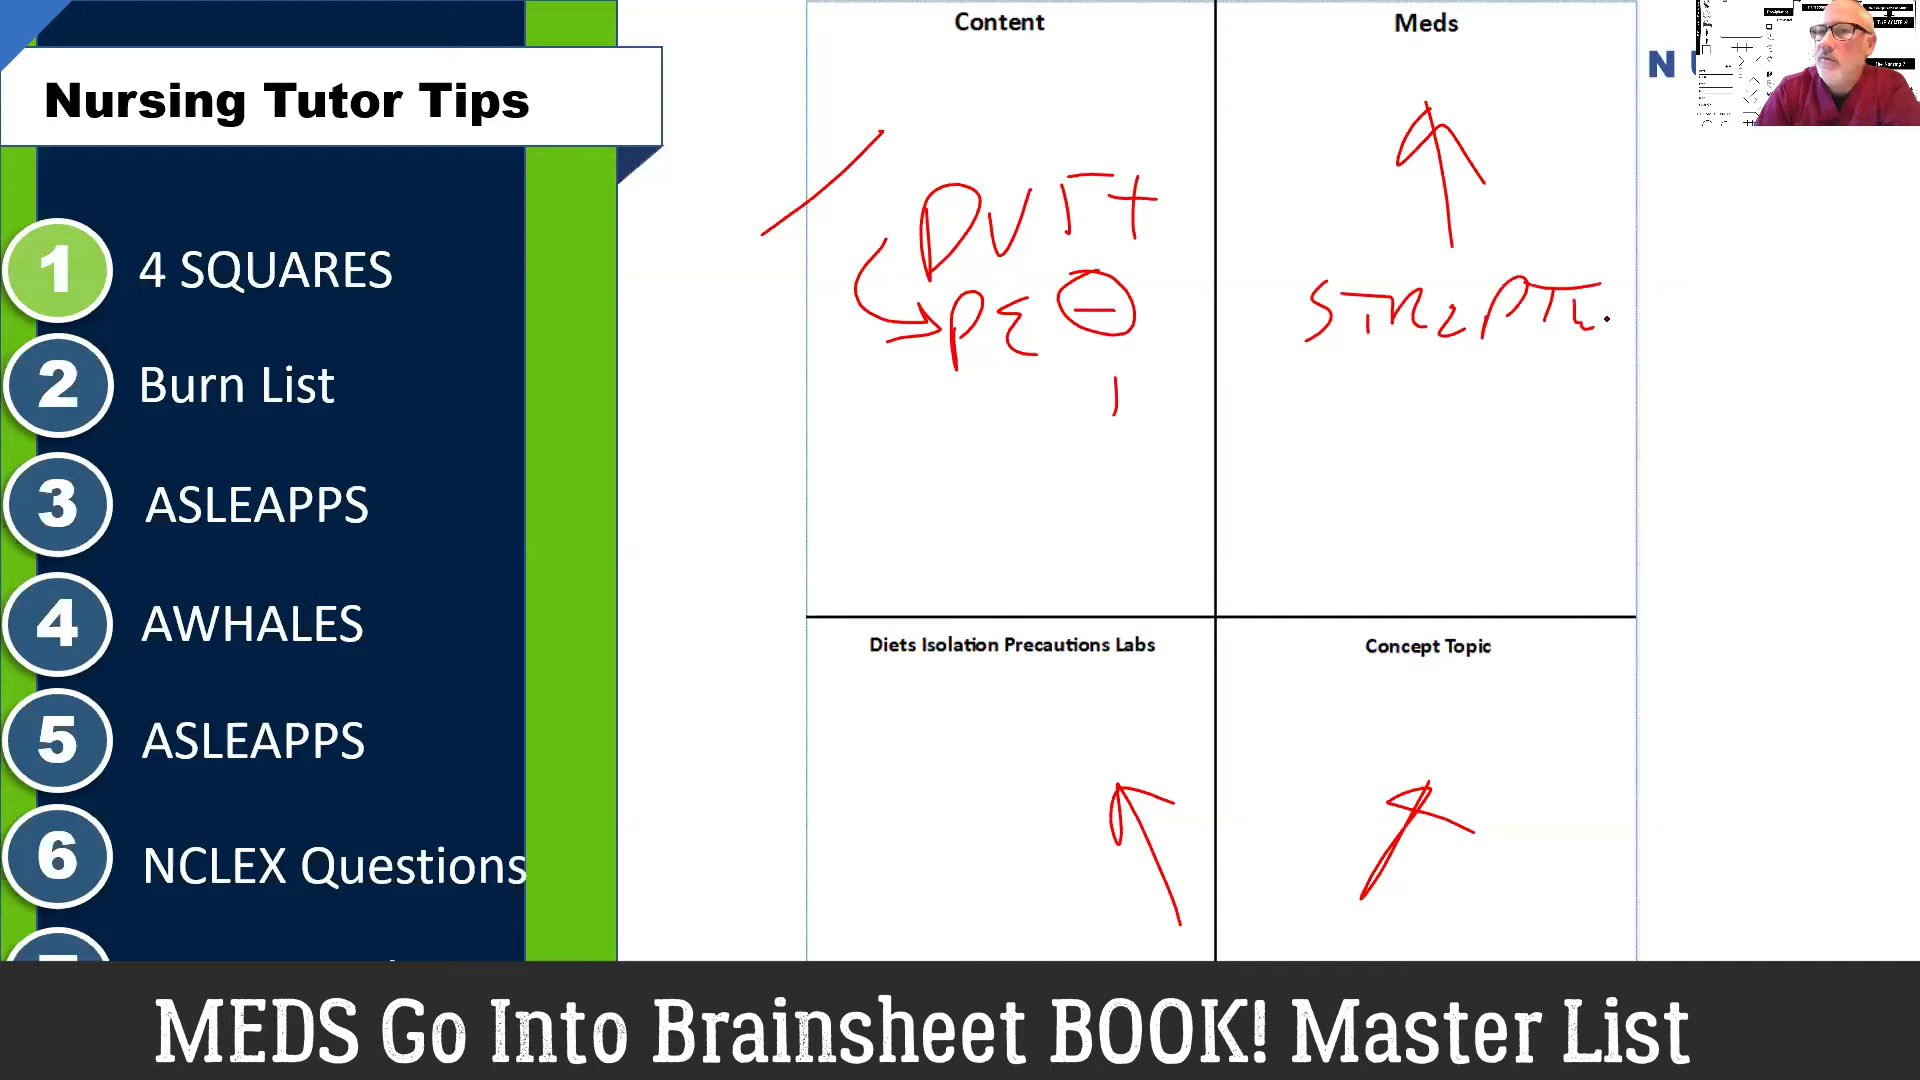 Nursing Tutor Tips
1 4 SQUARES
2 Burn List
3 ASLEAPPS
4 AWHALES
5 ASLEAPPS
6 NCLEX Questions
Content
DVT+
PE −
Meds
Diets Isolation Precautions Labs
Concept Topic
N
MEDS Go Into Brainsheet BOOK! Master List